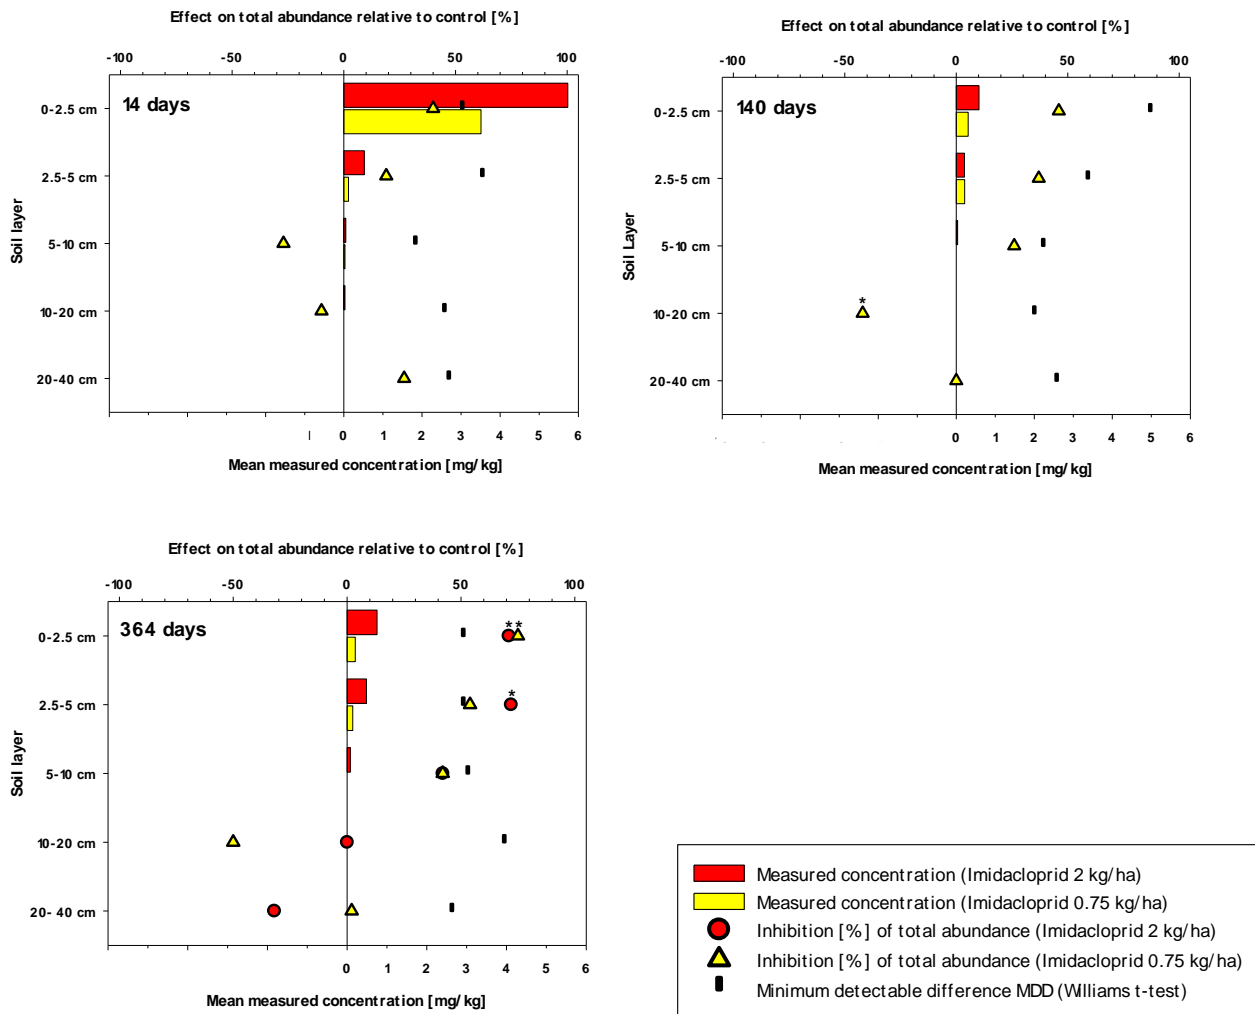 Effect on total abundance relative to control [%]
-100 -50 0 50 100
14 days
Soil layer
0-2.5 cm
2.5-5 cm
5-10 cm
10-20 cm
20-40 cm
0 1 2 3 4 5 6
Mean measured concentration [mg/kg]
Effect on total abundance relative to control [%]
-100 -50 0 50 100
140 days
Soil Layer
0-2.5 cm
2.5-5 cm
5-10 cm
*
10-20 cm
20-40 cm
0 1 2 3 4 5 6
Mean measured concentration [mg/kg]
Effect on total abundance relative to control [%]
-100 -50 0 50 100
364 days
Soil layer
* *
0-2.5 cm
*
2.5-5 cm
5-10 cm
10-20 cm
20- 40 cm
0 1 2 3 4 5 6
Mean measured concentration [mg/kg]
Measured concentration (Imidacloprid 2 kg/ha)
Measured concentration (Imidacloprid 0.75 kg/ha)
Inhibition [%] of total abundance (Imidacloprid 2 kg/ha)
Inhibition [%] of total abundance (Imidacloprid 0.75 kg/ha)
Minimum detectable difference MDD (Williams t-test)